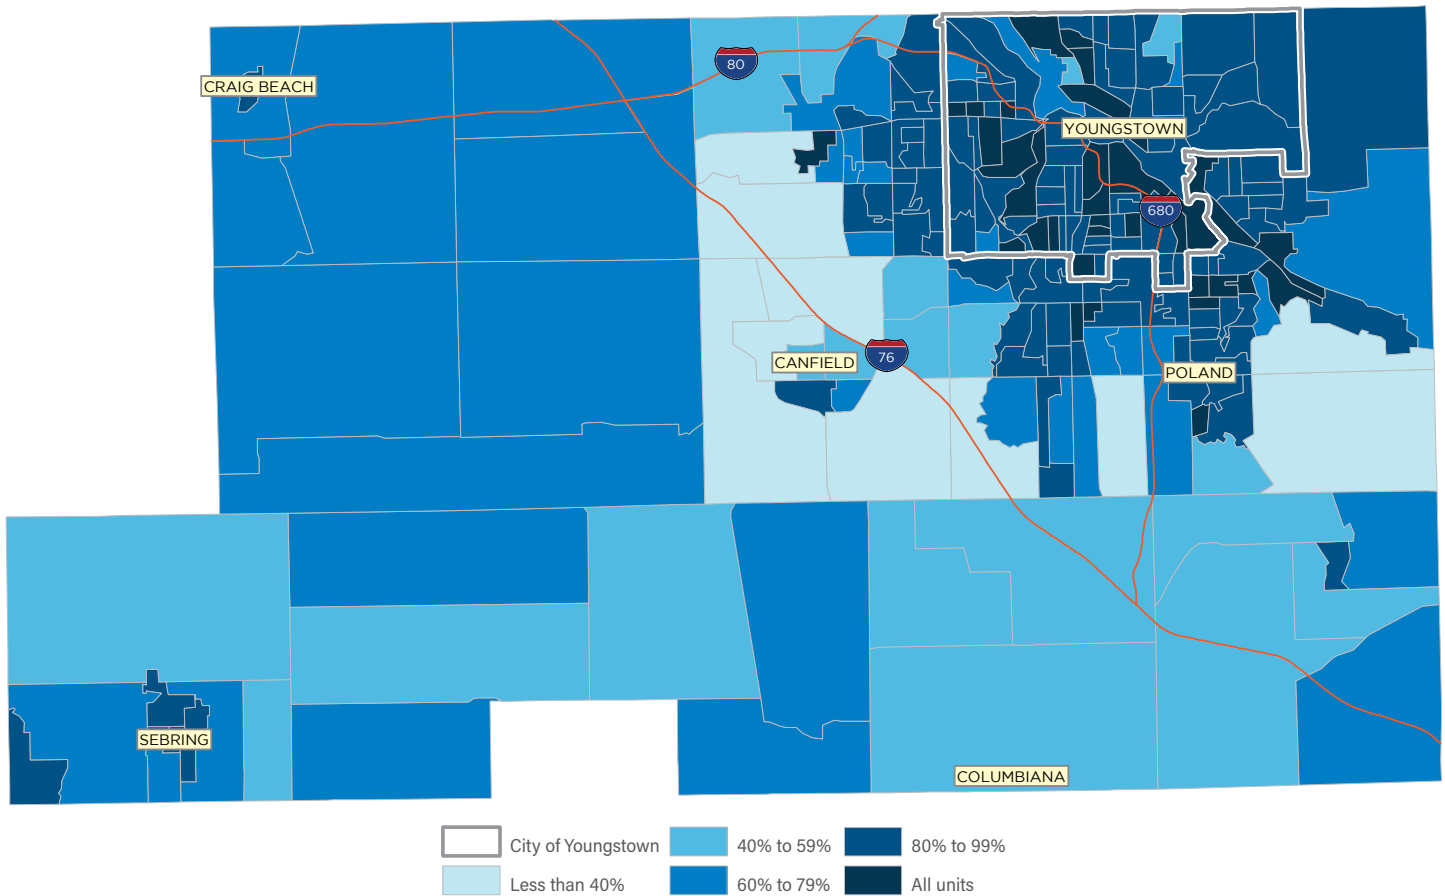 80
CRAIG BEACH
YOUNGSTOWN
680
76
CANFIELD
POLAND
SEBRING
COLUMBIANA
City of Youngstown
40% to 59%
80% to 99%
Less than 40%
60% to 79%
All units